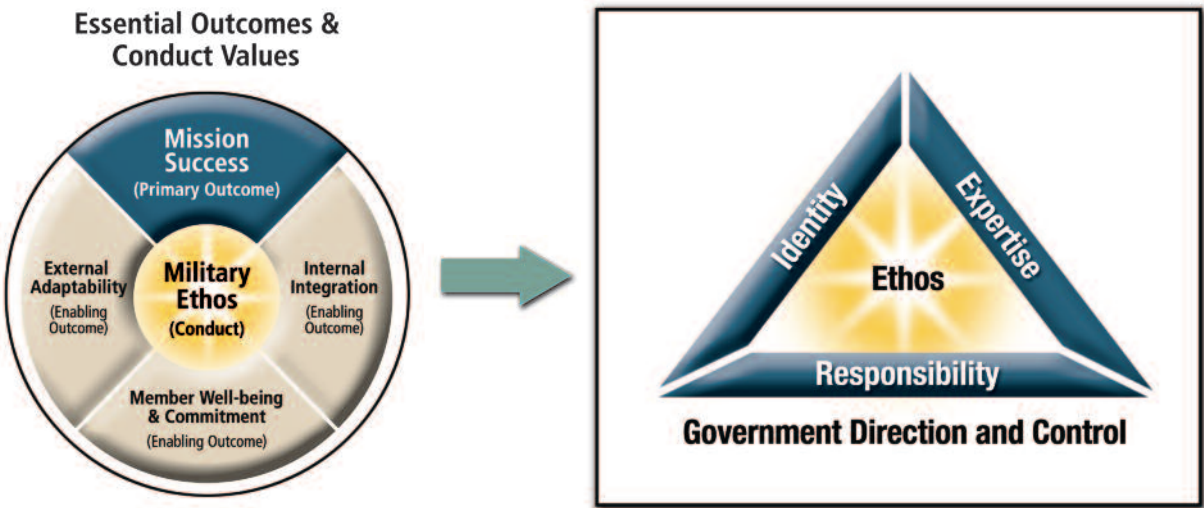 Essential Outcomes &
Conduct Values
Mission
Success
(Primary Outcome)
External
Adaptability
(Enabling
Outcome)
Military
Ethos
(Conduct)
Internal
Integration
(Enabling
Outcome)
Member Well-being
& Commitment
(Enabling Outcome)
Identity
Expertise
Ethos
Responsibility
Government Direction and Control